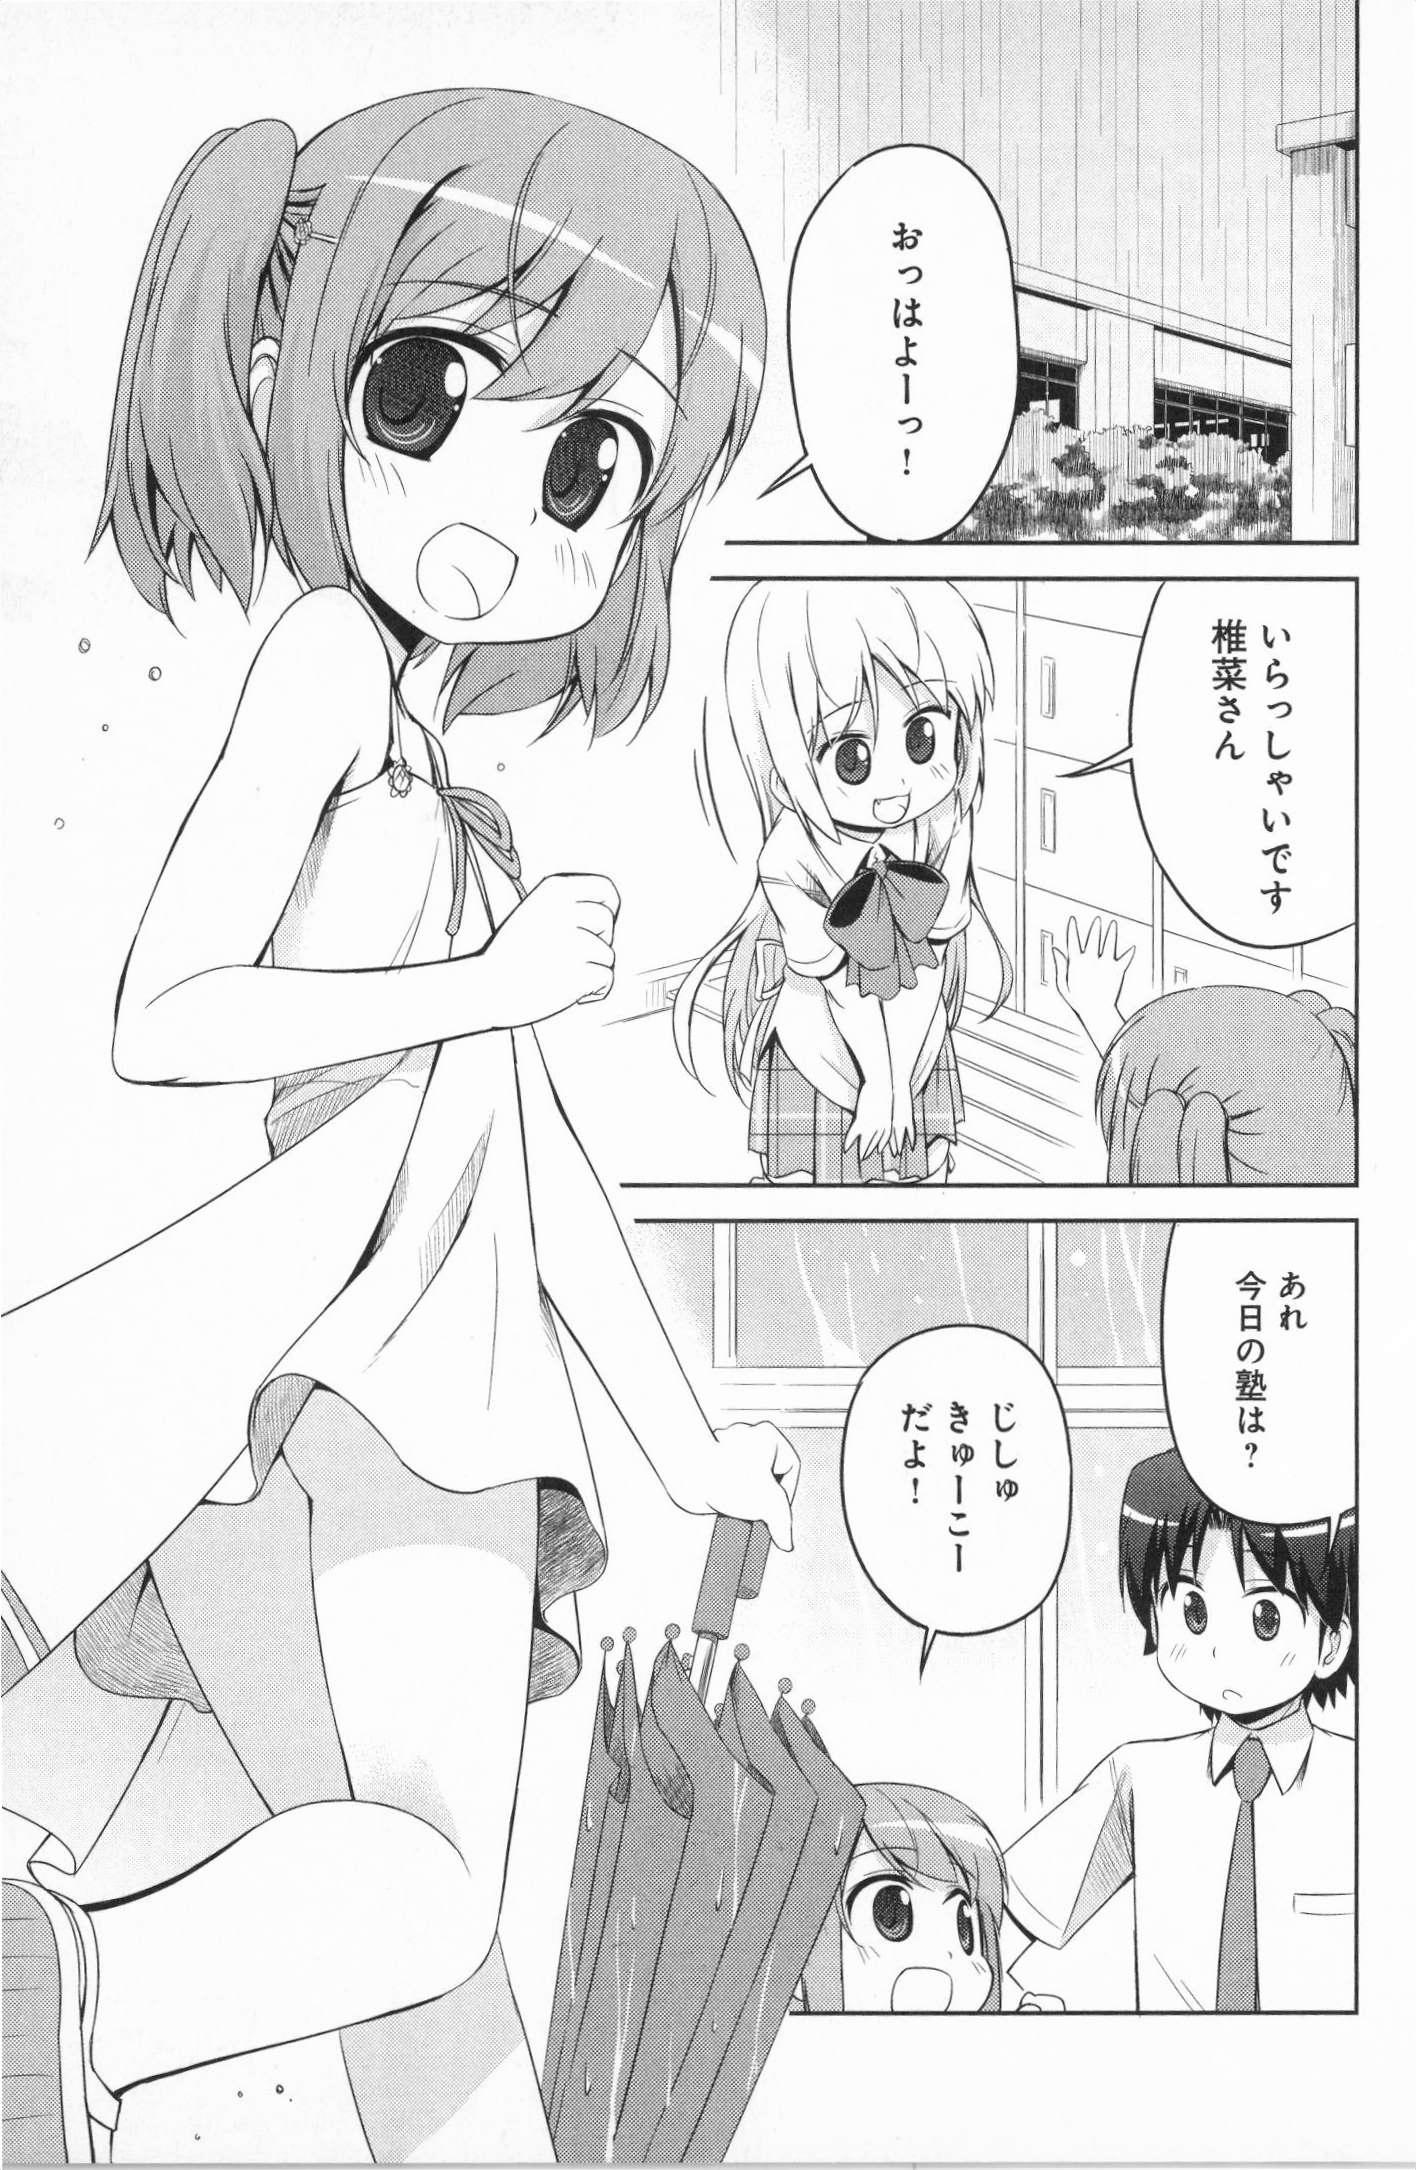 おっはよーっ！
いらっしゃいです
椎菜さん
あれ
今日の塾は？
じしゅ
きゅーこー
だよ！